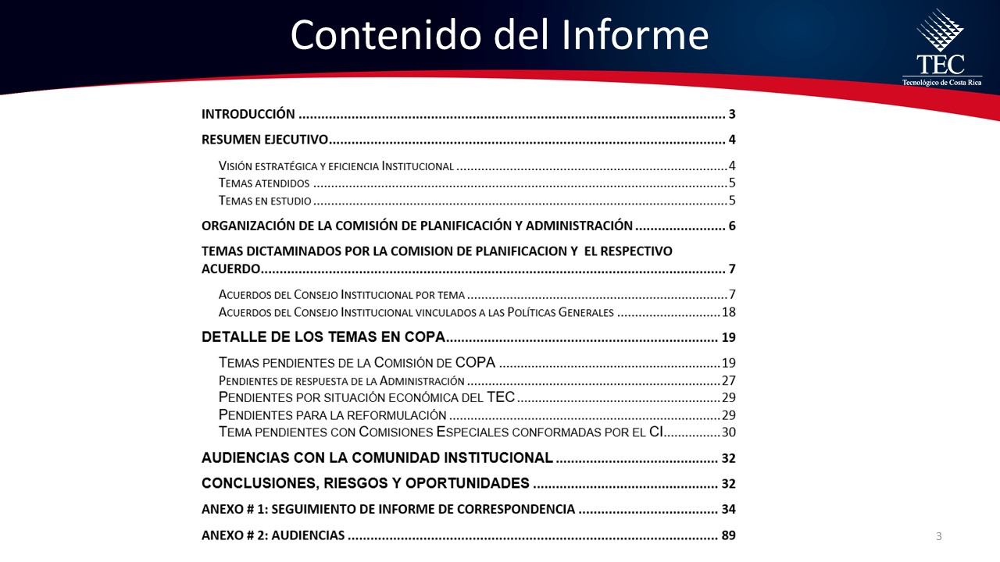 Contenido del Informe
TEC
Tecnológico de Costa Rica
INTRODUCCIÓN ........ 3
RESUMEN EJECUTIVO........ 4
Visión estratégica y eficiencia Institucional ........ 4
Temas atendidos ........ 5
Temas en estudio ........ 5
ORGANIZACIÓN DE LA COMISIÓN DE PLANIFICACIÓN Y ADMINISTRACIÓN ........ 6
TEMAS DICTAMINADOS POR LA COMISION DE PLANIFICACION Y EL RESPECTIVO
ACUERDO........ 7
Acuerdos del Consejo Institucional por tema ........ 7
Acuerdos del Consejo Institucional vinculados a las Políticas Generales ........ 18
DETALLE DE LOS TEMAS EN COPA........ 19
Temas pendientes de la Comisión de COPA ........ 19
Pendientes de respuesta de la Administración ........ 27
Pendientes por situación económica del TEC ........ 29
Pendientes para la reformulación ........ 29
Tema pendientes con Comisiones Especiales conformadas por el CI........ 30
AUDIENCIAS CON LA COMUNIDAD INSTITUCIONAL ........ 32
CONCLUSIONES, RIESGOS Y OPORTUNIDADES ........ 32
ANEXO # 1: SEGUIMIENTO DE INFORME DE CORRESPONDENCIA ........ 34
ANEXO # 2: AUDIENCIAS ........ 89
3